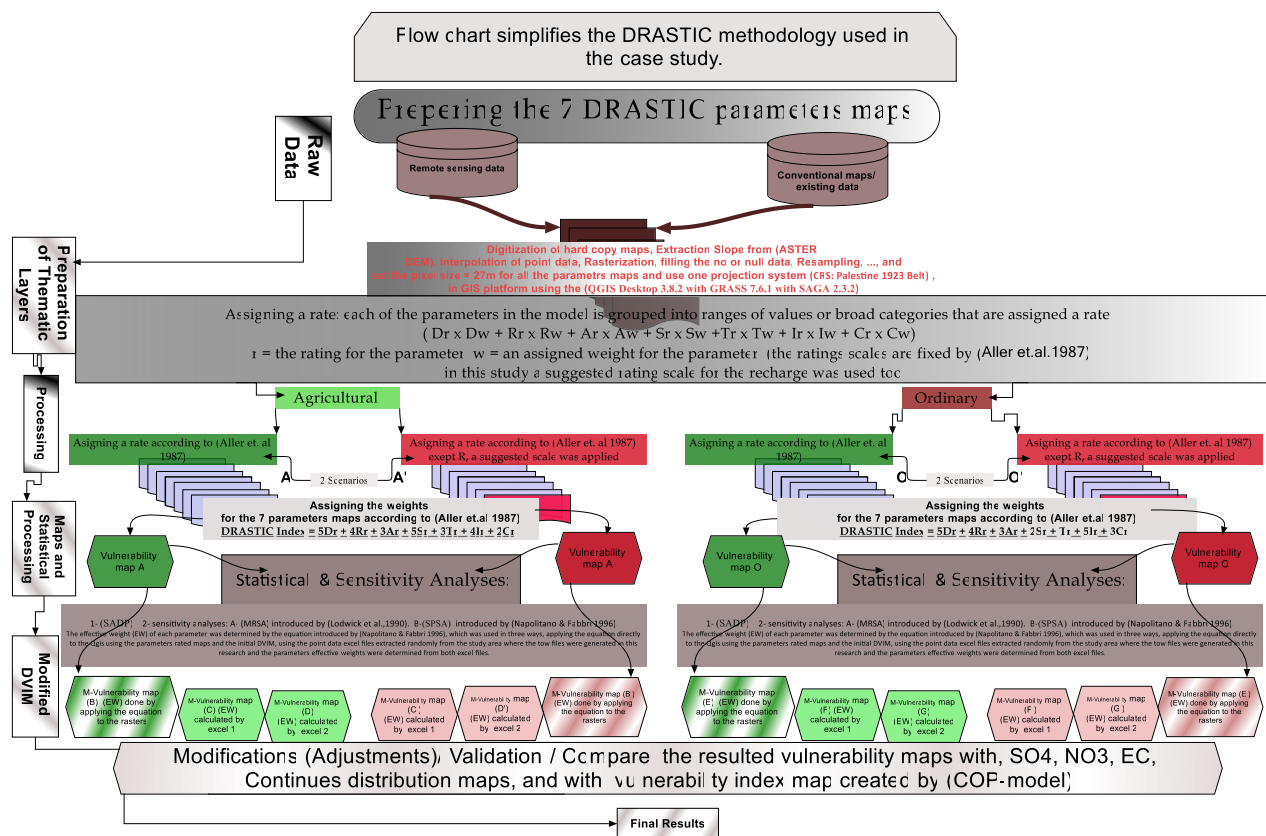 Flow chart simplifies the DRASTIC methodology used in
the case study.
Prepering the 7 DRASTIC parameters maps
Raw
Data
Remote sensing data
Conventional maps/
existing data
Preparation
of Thematic
Layers
Digitization of hard copy maps, Extraction Slope from (ASTER
DEM), Interpolation of point data, Rasterization, filling the no or null data, Resampling, ..., and
set the pixel size = 27m for all the parametrs maps and use one projection system (CRS: Palestine 1923 Belt) ,
in GIS platform using the (QGIS Desktop 3.8.2 with GRASS 7.6.1 with SAGA 2.3.2)
Assigning a rate: each of the parameters in the model is grouped into ranges of values or broad categories that are assigned a rate
( Dr x Dw + Rr x Rw + Ar x Aw + Sr x Sw +Tr x Tw + Ir x Iw + Cr x Cw)
r = the rating for the parameter w = an assigned weight for the parameter (the ratings scales are fixed by (Aller et.al.1987)
in this study a suggested rating scale for the recharge was used too
Processing
Agricultural
Ordinary
Asigning a rate according to (Aller et. al
1987)
Asigning a rate according to (Aller et. al 1987)
exept R, a suggested scale was applied
Asigning a rate according to (Aller et. al
1987)
Asigning a rate according to (Aller et. al 1987)
exept R, a suggested scale was applied
A
2 Scenarios
A'
O
2 Scenarios
O'
Maps and
Statistical
Processing
Assigning the weights
for the 7 parameters maps according to (Aller et.al 1987)
DRASTIC Index = 5Dr + 4Rr + 3Ar + 5Sr + 3Tr + 4Ir + 2Cr
Assigning the weights
for the 7 parameters maps according to (Aller et.al 1987)
DRASTIC Index = 5Dr + 4Rr + 3Ar + 2Sr + Tr + 5Ir + 3Cr
Vulnerability
map A
Statistical & Sensitivity Analyses:
Vulnerability
map A
Vulnerability
map O
Statistical & Sensitivity Analyses:
Vulnerability
map O
1- (SADP) 2- sensitivity analyses: A- (MRSA) introduced by (Lodwick et al.,1990). B-(SPSA) introduced by (Napolitano & Fabbri 1996)
The effective weight (EW) of each parameter was determined by the equation introduced by (Napolitano & Fabbri 1996), which was used in three ways, applying the equation directly
to the Qgis using the parameters rated maps and the initial DVIM, using the point data excel files extracted randomly from the study area where the tow files were generated in this
research and the parameters effective weights were determined from both excel files.
1- (SADP) 2- sensitivity analyses: A- (MRSA) introduced by (Lodwick et al.,1990). B-(SPSA) introduced by (Napolitano & Fabbri 1996)
The effective weight (EW) of each parameter was determined by the equation introduced by (Napolitano & Fabbri 1996), which was used in three ways, applying the equation directly
to the Qgis using the parameters rated maps and the initial DVIM, using the point data excel files extracted randomly from the study area where the tow files were generated in this
research and the parameters effective weights were determined from both excel files.
Modified
DVIM
M-Vulnerability map
(B) (EW) done by
applying the equation
to the rasters
M-Vulnerability map
(C) (EW)
calculated by
excel 1
M-Vulnerability map
(D)
(EW) calculated
by excel 2
M-Vulnerability map
(C')
(EW) calculated
by excel 1
M-Vulnerability map
(D')
(EW) calculated
by excel 2
M-Vulnerability map (B')
(EW) done by applying
the equation to the
rasters
M-Vulnerability map
(E) (EW) done by
applying the equation
to the rasters
M-Vulnerability map
(F) (EW)
calculated by
excel 1
M-Vulnerability map
(G)
(EW) calculated
by excel 2
M-Vulnerability map
(F )
(EW) calculated
by excel 1
M-Vulnerability map
(G )
(EW) calculated
by excel 2
M-Vulnerability map (E )
(EW) done by applying
the equation to the
rasters
Modifications (Adjustments)/ Validation / Compare the resulted vulnerability maps with, SO4, NO3, EC,
Continues distribution maps, and with vulnerability index map created by (COP-model)
Final Results